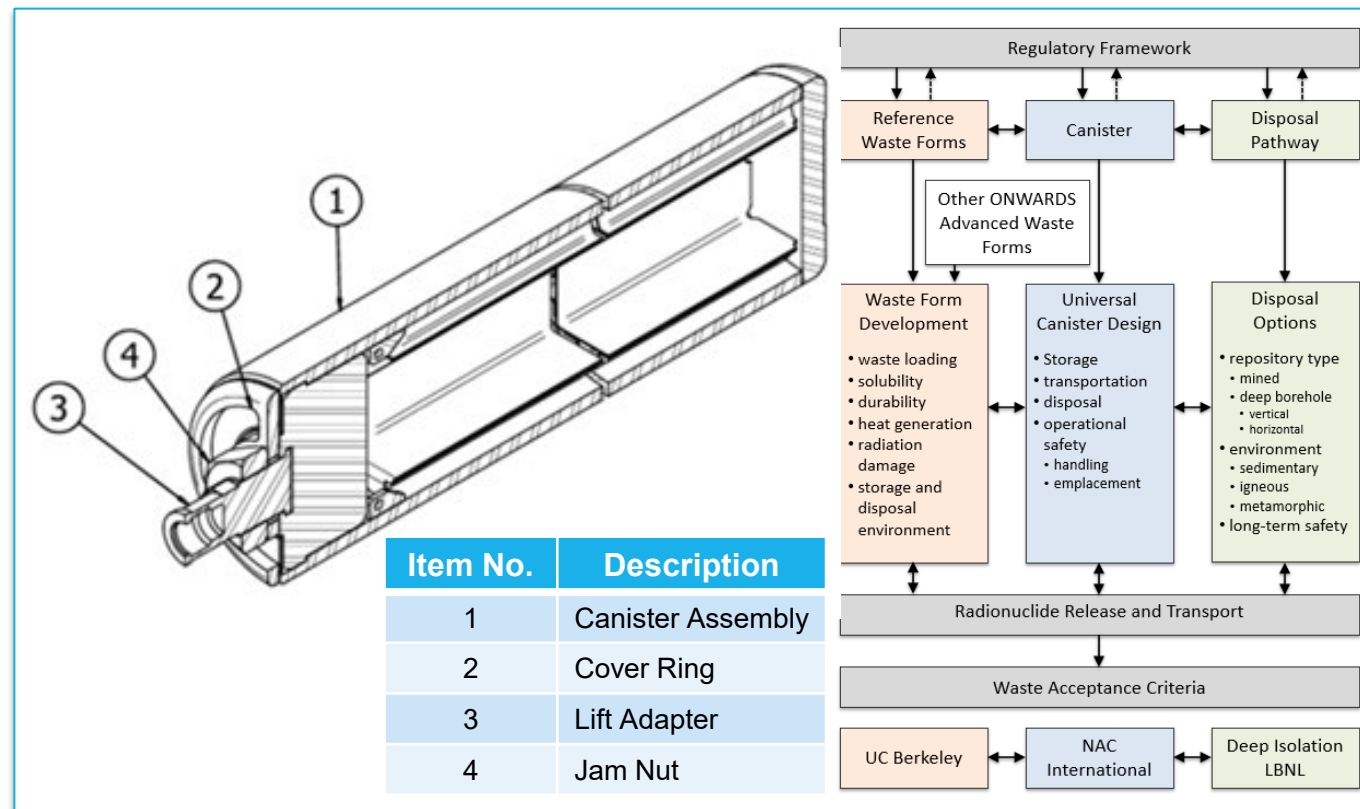 1
2
4
3
Item No. Description
1 Canister Assembly
2 Cover Ring
3 Lift Adapter
4 Jam Nut
Regulatory Framework
Reference
Waste Forms
Canister
Disposal
Pathway
Other ONWARDS
Advanced Waste
Forms
Waste Form
Development
• waste loading
• solubility
• durability
• heat generation
• radiation
damage
• storage and
disposal
environment
Universal
Canister Design
• Storage
• transportation
• disposal
• operational
safety
• handling
• emplacement
Disposal
Options
• repository type
• mined
• deep borehole
• vertical
• horizontal
• environment
• sedimentary
• igneous
• metamorphic
• long-term safety
Radionuclide Release and Transport
Waste Acceptance Criteria
UC Berkeley
NAC
International
Deep Isolation
LBNL